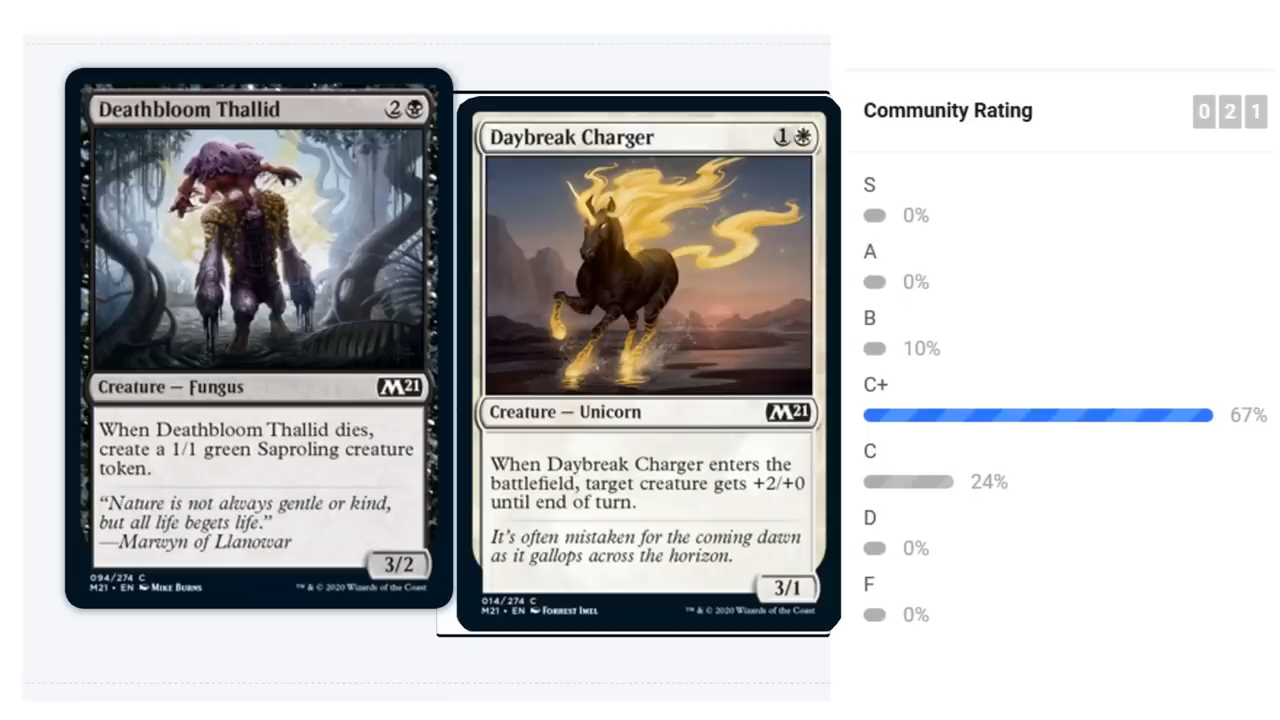 Deathbloom Thallid 2
Creature — Fungus M21
When Deathbloom Thallid dies,
create a 1/1 green Saproling creature
token.
“Nature is not always gentle or kind,
but all life begets life.”
—Marwyn of Llanowar
3/2
094/274 C
M21 • EN MIKE BURNS ™ & © 2020 Wizards of the Coast
Daybreak Charger 1
Creature — Unicorn M21
When Daybreak Charger enters the
battlefield, target creature gets +2/+0
until end of turn.
It’s often mistaken for the coming dawn
as it gallops across the horizon.
3/1
014/274 C
M21 • EN FORREST IMEL ™ & © 2020 Wizards of the Coast
Community Rating 0 2 1
S
0%
A
0%
B
10%
C+
67%
C
24%
D
0%
F
0%